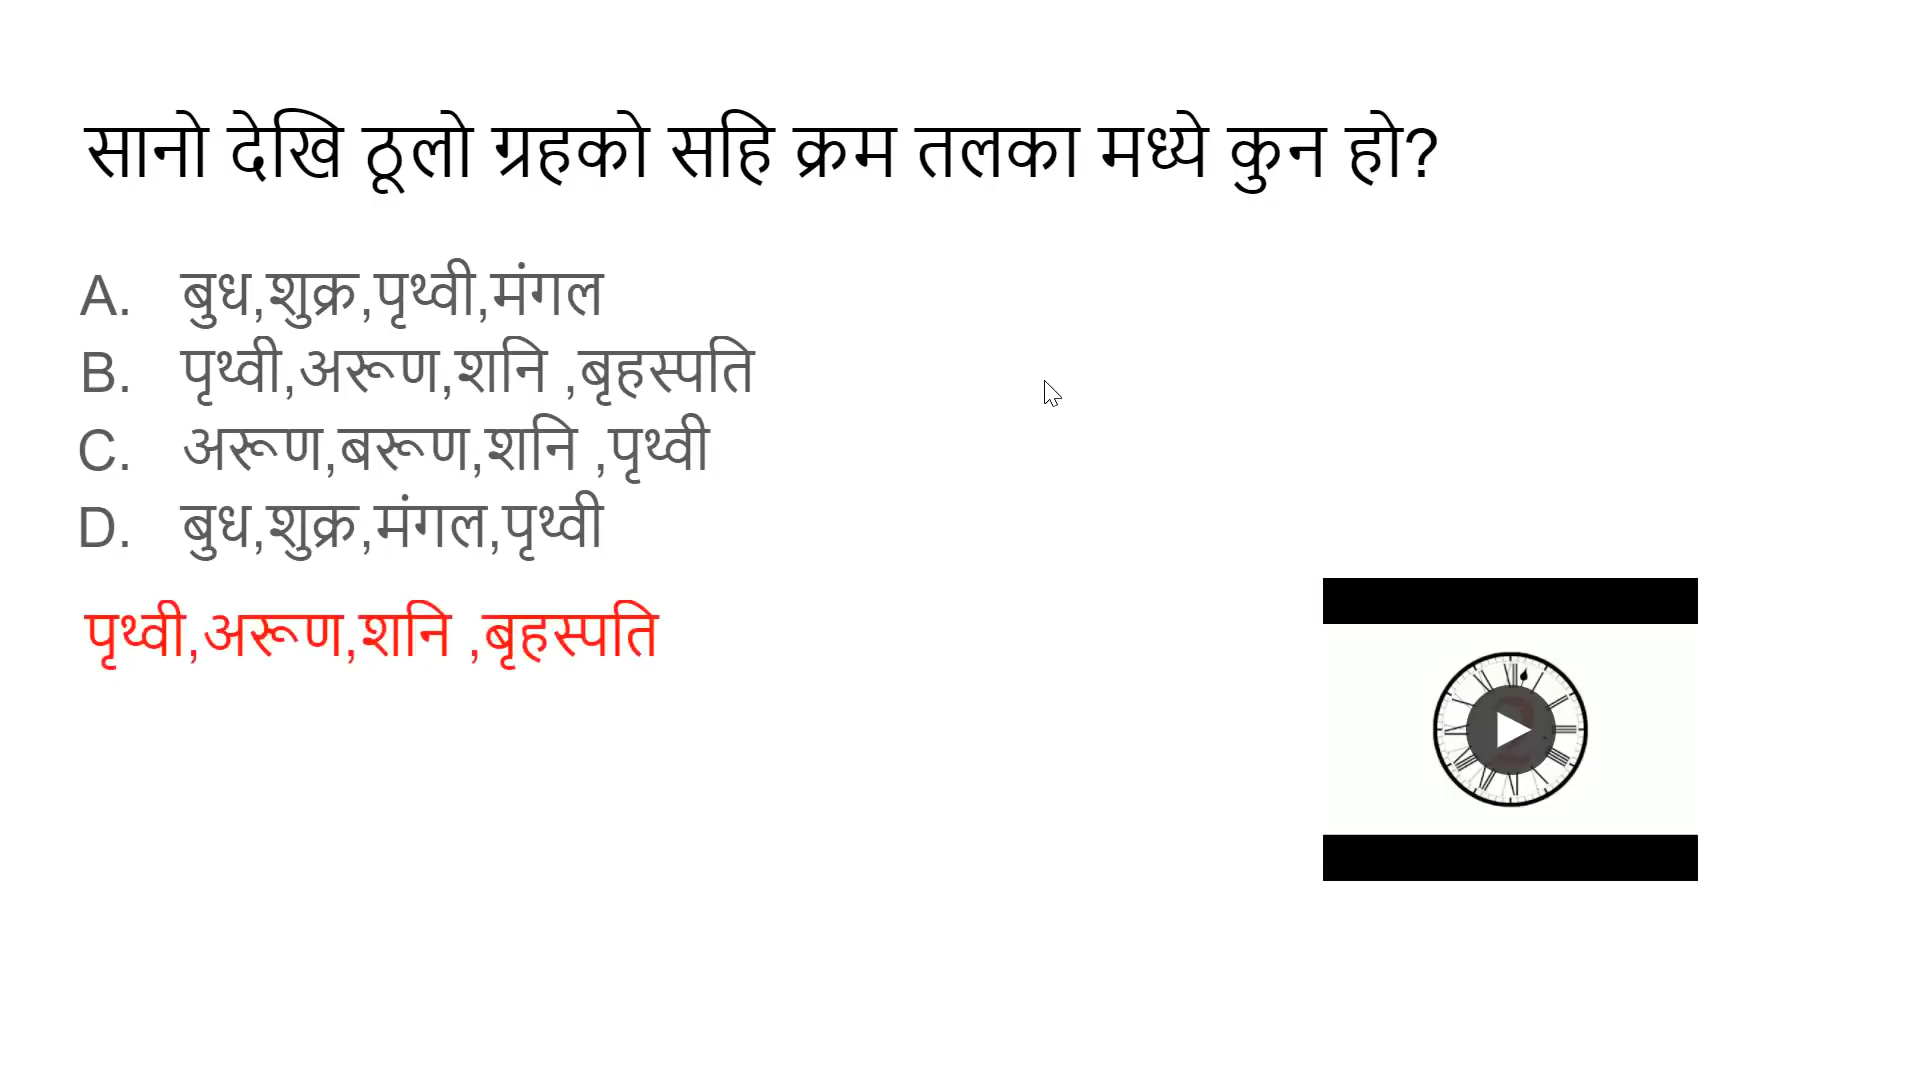 सानो देखि ठूलो ग्रहको सहि क्रम तलका मध्ये कुन हो?
A. बुध,शुक्र,पृथ्वी,मंगल
B. पृथ्वी,अरूण,शनि ,बृहस्पति
C. अरूण,बरूण,शनि ,पृथ्वी
D. बुध,शुक्र,मंगल,पृथ्वी
पृथ्वी,अरूण,शनि ,बृहस्पति